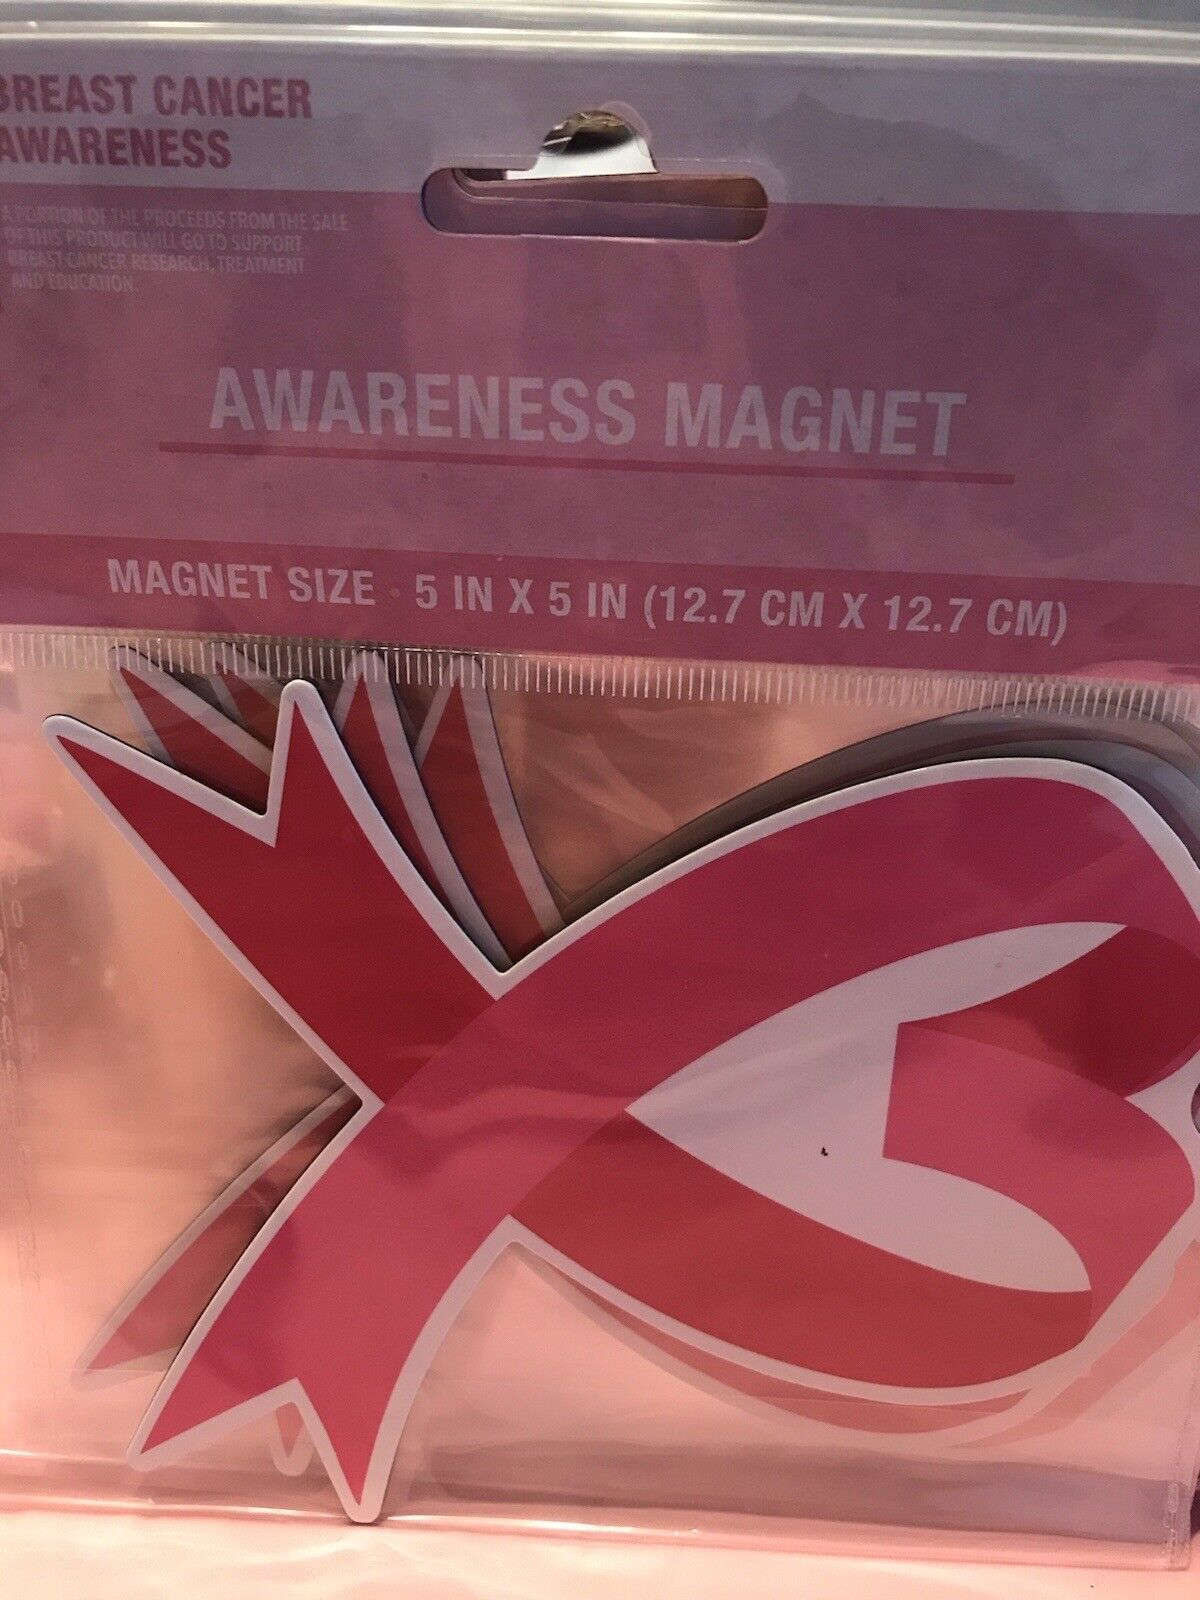 BREAST CANCER
AWARENESS
A PORTION OF THE PROCEEDS FROM THE SALE
OF THIS PRODUCT WILL GO TO SUPPORT
BREAST CANCER RESEARCH, TREATMENT
AND EDUCATION.
AWARENESS MAGNET
MAGNET SIZE · 5 IN X 5 IN (12.7 CM X 12.7 CM)